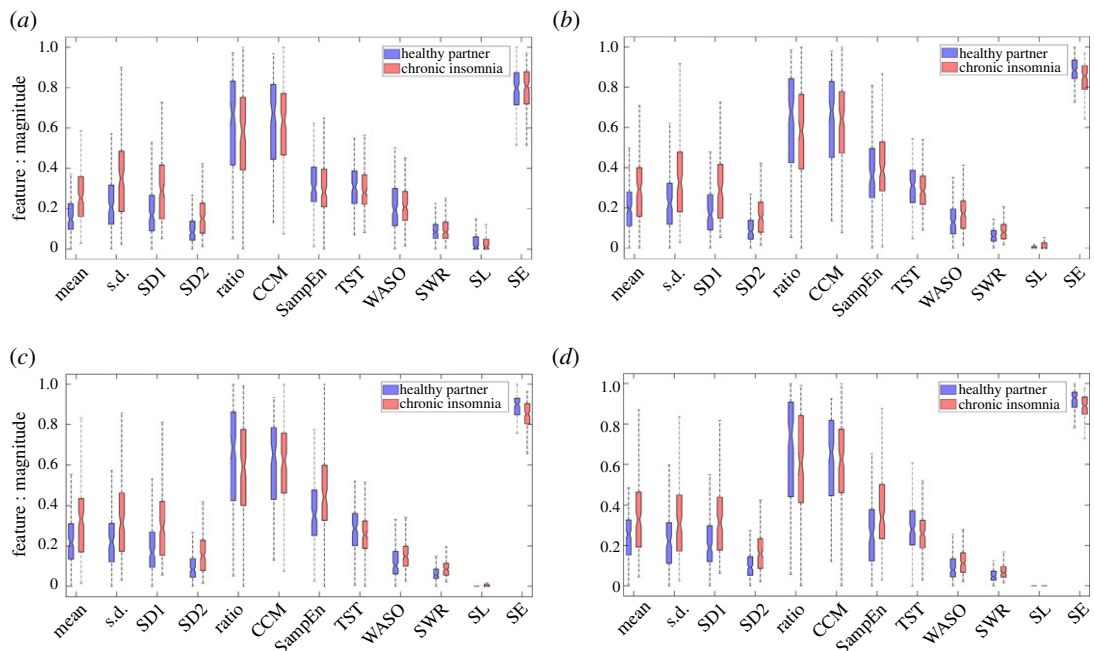 (a)
1.0
0.8
0.6
0.4
0.2
0
feature : magnitude
healthy partner
chronic insomnia
mean
s.d.
SD1
SD2
ratio
CCM
SampEn
TST
WASO
SWR
SL
SE
(b)
1.0
0.8
0.6
0.4
0.2
0
healthy partner
chronic insomnia
mean
s.d.
SD1
SD2
ratio
CCM
SampEn
TST
WASO
SWR
SL
SE
(c)
1.0
0.8
0.6
0.4
0.2
0
feature : magnitude
healthy partner
chronic insomnia
mean
s.d.
SD1
SD2
ratio
CCM
SampEn
TST
WASO
SWR
SL
SE
(d)
1.0
0.8
0.6
0.4
0.2
0
healthy partner
chronic insomnia
mean
s.d.
SD1
SD2
ratio
CCM
SampEn
TST
WASO
SWR
SL
SE